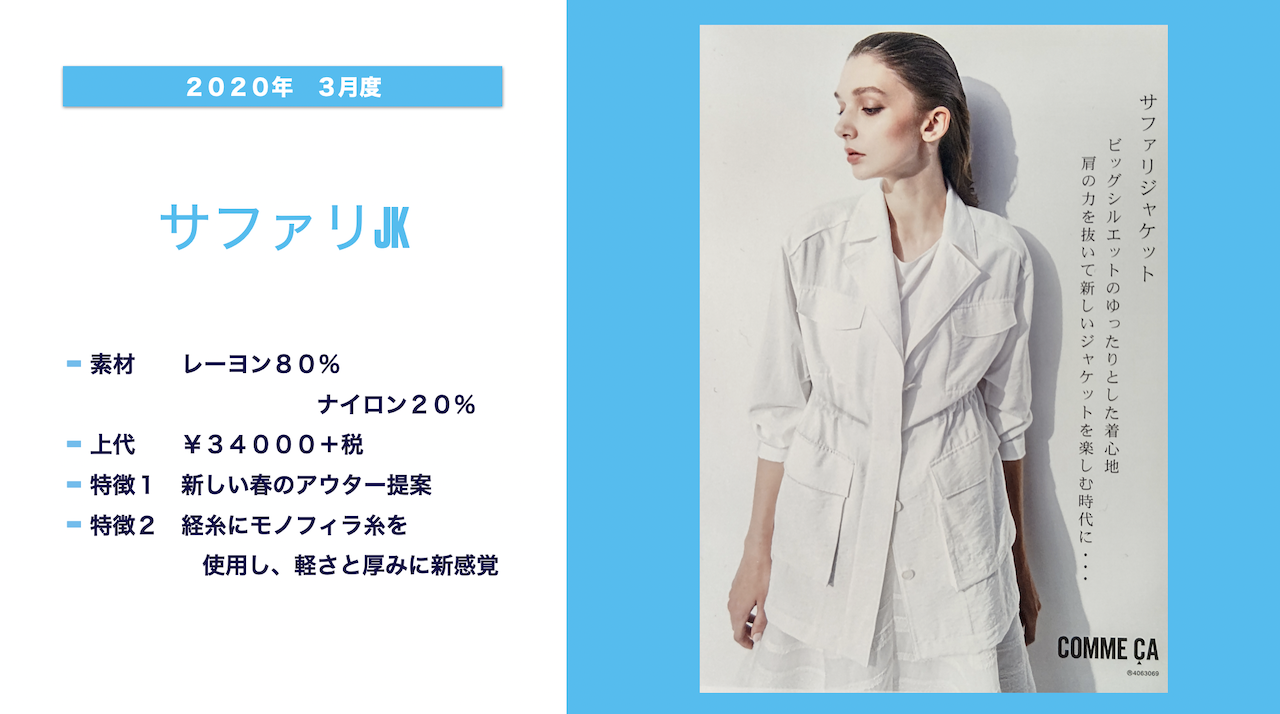 ２０２０年　３月度
サファリJK
素材　　レーヨン８０％
ナイロン２０％
上代　　￥３４０００＋税
特徴１　新しい春のアウター提案
特徴２　経糸にモノフィラ糸を
使用し、軽さと厚みに新感覚
サファリジャケット
ビッグシルエットのゆったりとした着心地
肩の力を抜いて新しいジャケットを楽しむ時代に・・・
COMME ÇA
Ⓡ4063069